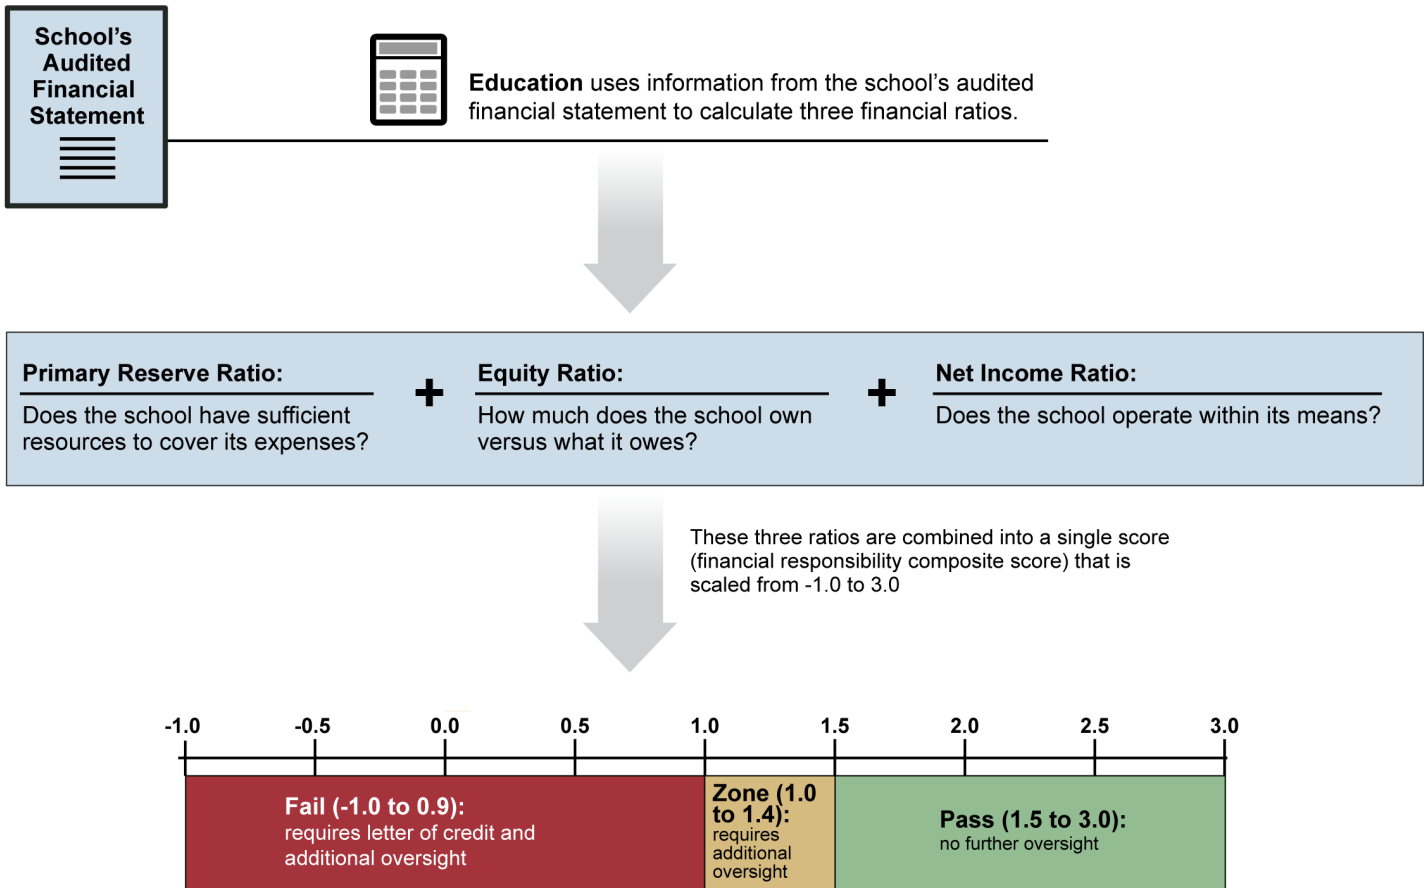 School's
Audited
Financial
Statement
Education uses information from the school's audited
financial statement to calculate three financial ratios.
Primary Reserve Ratio:
Does the school have sufficient
resources to cover its expenses?
+
Equity Ratio:
How much does the school own
versus what it owes?
+
Net Income Ratio:
Does the school operate within its means?
These three ratios are combined into a single score
(financial responsibility composite score) that is
scaled from -1.0 to 3.0
-1.0 -0.5 0.0 0.5 1.0 1.5 2.0 2.5 3.0
Fail (-1.0 to 0.9):
requires letter of credit and
additional oversight
Zone (1.0
to 1.4):
requires
additional
oversight
Pass (1.5 to 3.0):
no further oversight